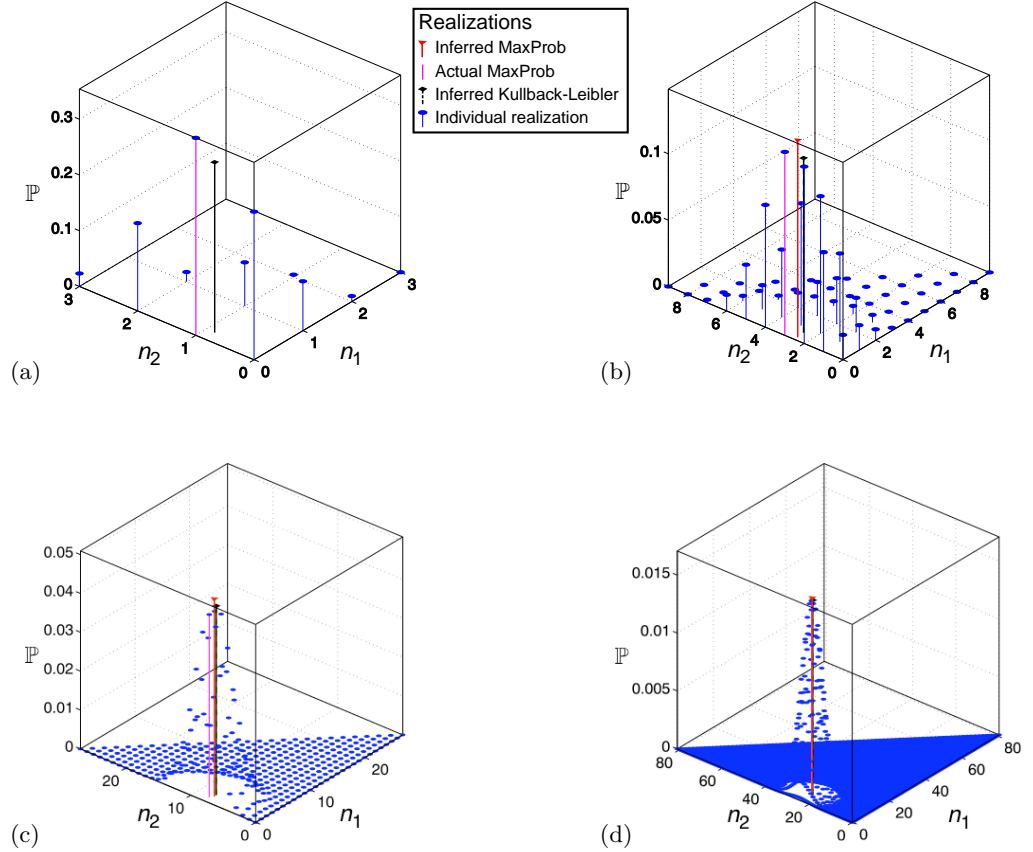 Realizations
Inferred MaxProb
Actual MaxProb
Inferred Kullback-Leibler
Individual realization
ℙ
0.3
0.2
0.1
0
3
2
1
0
n₂
0
1
2
3
n₁
(a)
ℙ
0.1
0.05
0
8
6
4
2
0
n₂
0
2
4
6
8
n₁
(b)
ℙ
0.05
0.04
0.03
0.02
0.01
0
20
10
0
n₂
0
10
20
n₁
(c)
ℙ
0.015
0.01
0.005
0
80
60
40
20
0
n₂
0
20
40
60
80
n₁
(d)